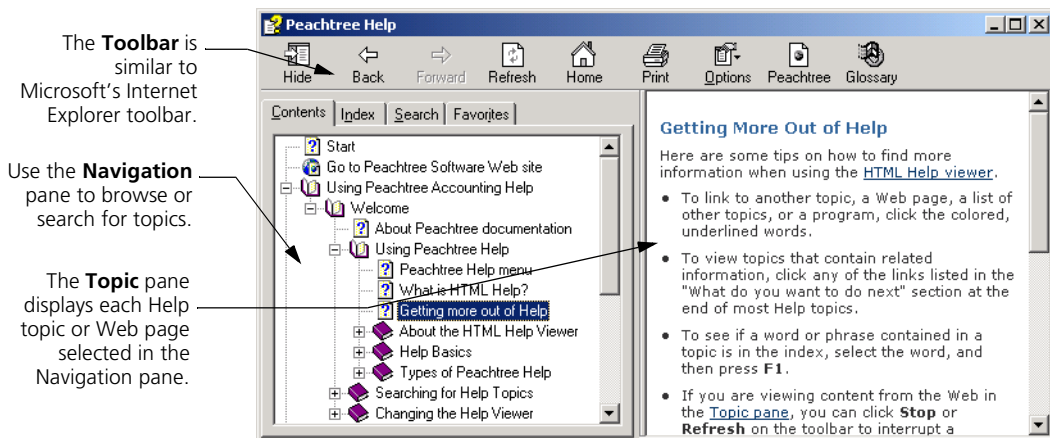 The Toolbar is
similar to
Microsoft's Internet
Explorer toolbar.
Use the Navigation
pane to browse or
search for topics.
The Topic pane
displays each Help
topic or Web page
selected in the
Navigation pane.
Peachtree Help
Hide Back Forward Refresh Home Print Options Peachtree Glossary
Contents Index Search Favorites
Start
Go to Peachtree Software Web site
Using Peachtree Accounting Help
Welcome
About Peachtree documentation
Using Peachtree Help
Peachtree Help menu
What is HTML Help?
Getting more out of Help
About the HTML Help Viewer
Help Basics
Types of Peachtree Help
Searching for Help Topics
Changing the Help Viewer
Getting More Out of Help
Here are some tips on how to find more
information when using the HTML Help viewer.
• To link to another topic, a Web page, a list of
other topics, or a program, click the colored,
underlined words.
• To view topics that contain related
information, click any of the links listed in the
"What do you want to do next" section at the
end of most Help topics.
• To see if a word or phrase contained in a
topic is in the index, select the word, and
then press F1.
• If you are viewing content from the Web in
the Topic pane, you can click Stop or
Refresh on the toolbar to interrupt a